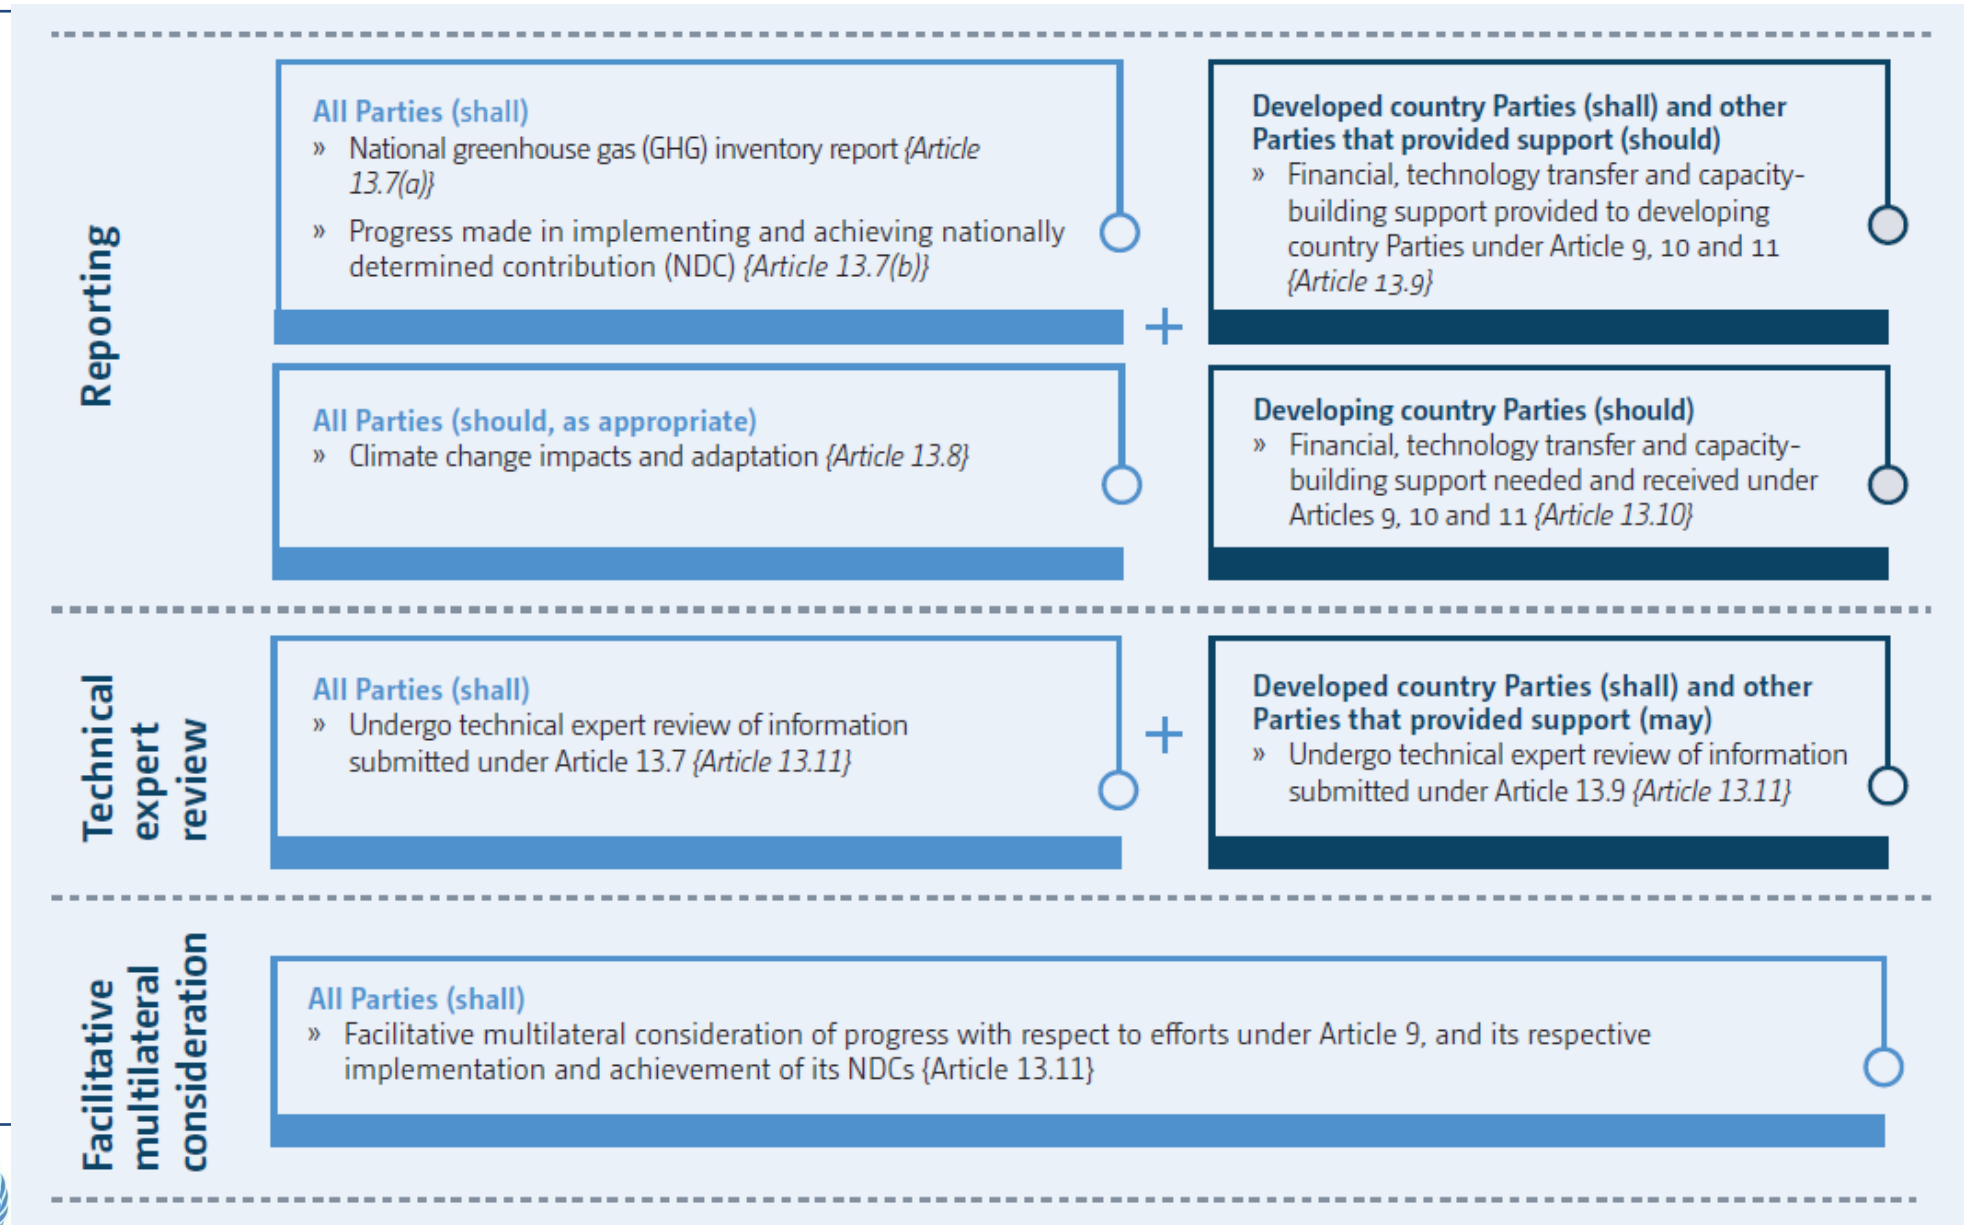 Reporting
All Parties (shall)
» National greenhouse gas (GHG) inventory report {Article
13.7(a)}
» Progress made in implementing and achieving nationally
determined contribution (NDC) {Article 13.7(b)}
+
Developed country Parties (shall) and other
Parties that provided support (should)
» Financial, technology transfer and capacity-
building support provided to developing
country Parties under Article 9, 10 and 11
{Article 13.9}
All Parties (should, as appropriate)
» Climate change impacts and adaptation {Article 13.8}
Developing country Parties (should)
» Financial, technology transfer and capacity-
building support needed and received under
Articles 9, 10 and 11 {Article 13.10}
Technical
expert
review
All Parties (shall)
» Undergo technical expert review of information
submitted under Article 13.7 {Article 13.11}
+
Developed country Parties (shall) and other
Parties that provided support (may)
» Undergo technical expert review of information
submitted under Article 13.9 {Article 13.11}
Facilitative
multilateral
consideration
All Parties (shall)
» Facilitative multilateral consideration of progress with respect to efforts under Article 9, and its respective
implementation and achievement of its NDCs {Article 13.11}